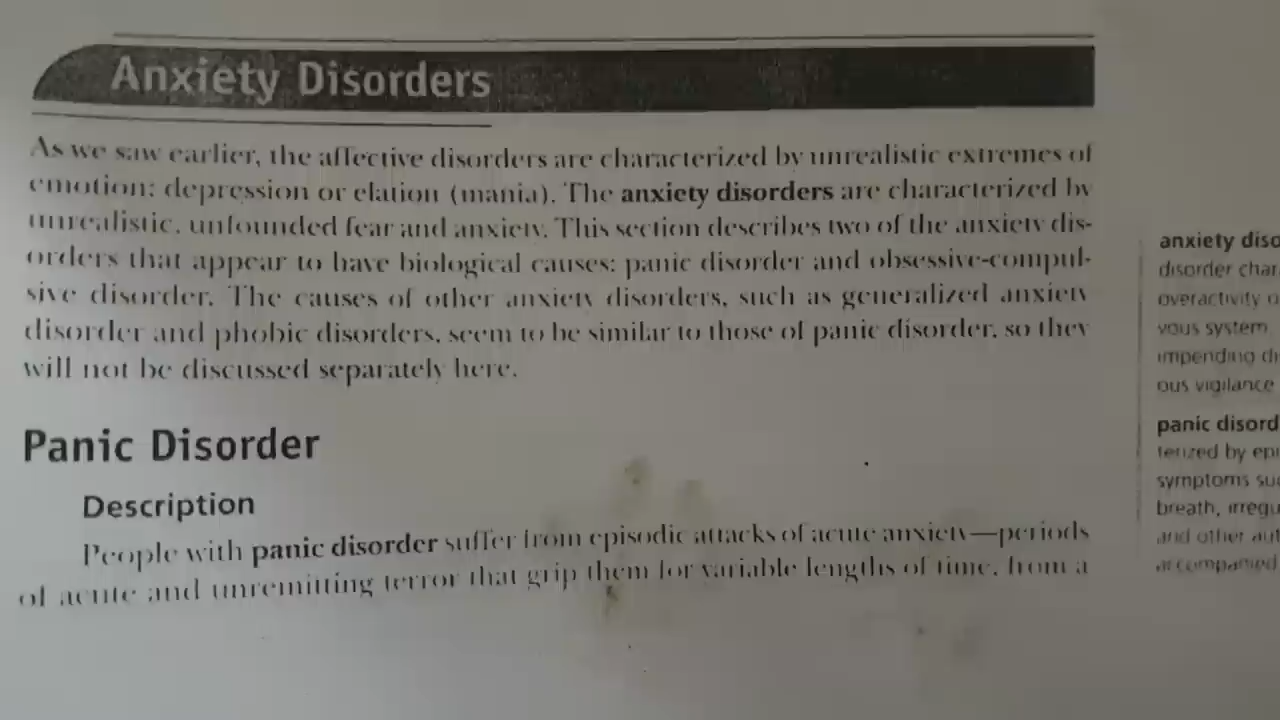 Anxiety Disorders
As we saw earlier, the affective disorders are characterized by unrealistic extremes of
emotion: depression or elation (mania). The anxiety disorders are characterized by
unrealistic, unfounded fear and anxiety. This section describes two of the anxiety dis-
orders that appear to have biological causes: panic disorder and obsessive-compul-
sive disorder. The causes of other anxiety disorders, such as generalized anxiety
disorder and phobic disorders, seem to be similar to those of panic disorder, so they
will not be discussed separately here.
Panic Disorder
Description
People with panic disorder suffer from episodic attacks of acute anxiety—periods
of acute and unremitting terror that grip them for variable lengths of time, from a
anxiety diso
disorder char
overactivity o
vous system
impending di
ous vigilance
panic disord
terized by epi
symptoms suc
breath, irregu
and other aut
accompanied